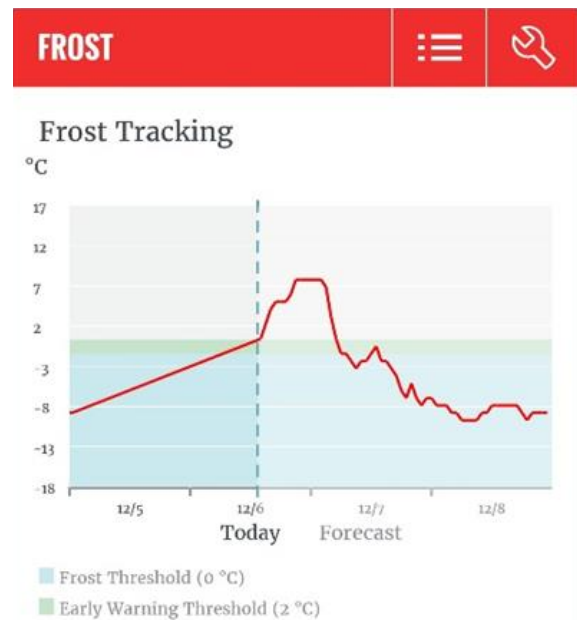 FROST
Frost Tracking
°C
17
12
7
2
-3
-8
-13
-18
12/5 12/6 12/7 12/8
Today Forecast
Frost Threshold (0 °C)
Early Warning Threshold (2 °C)